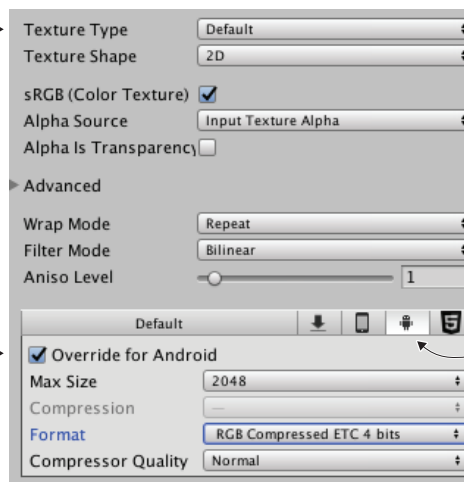 Texture Type Default
Texture Shape 2D
sRGB (Color Texture)
Alpha Source Input Texture Alpha
Alpha Is Transparency
Advanced
Wrap Mode Repeat
Filter Mode Bilinear
Aniso Level 1
Default
Override for Android
Max Size 2048
Compression —
Format RGB Compressed ETC 4 bits
Compressor Quality Normal